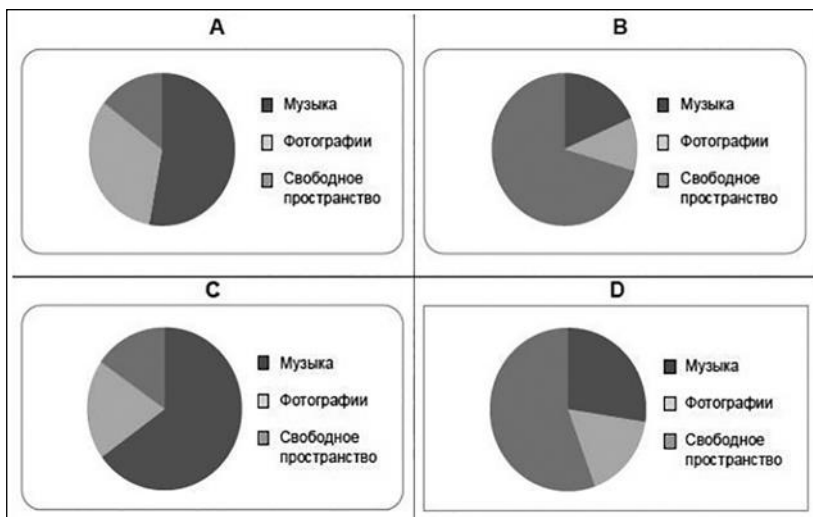 A
Музыка
Фотографии
Свободное
пространство
B
Музыка
Фотографии
Свободное
пространство
C
Музыка
Фотографии
Свободное
пространство
D
Музыка
Фотографии
Свободное
пространство